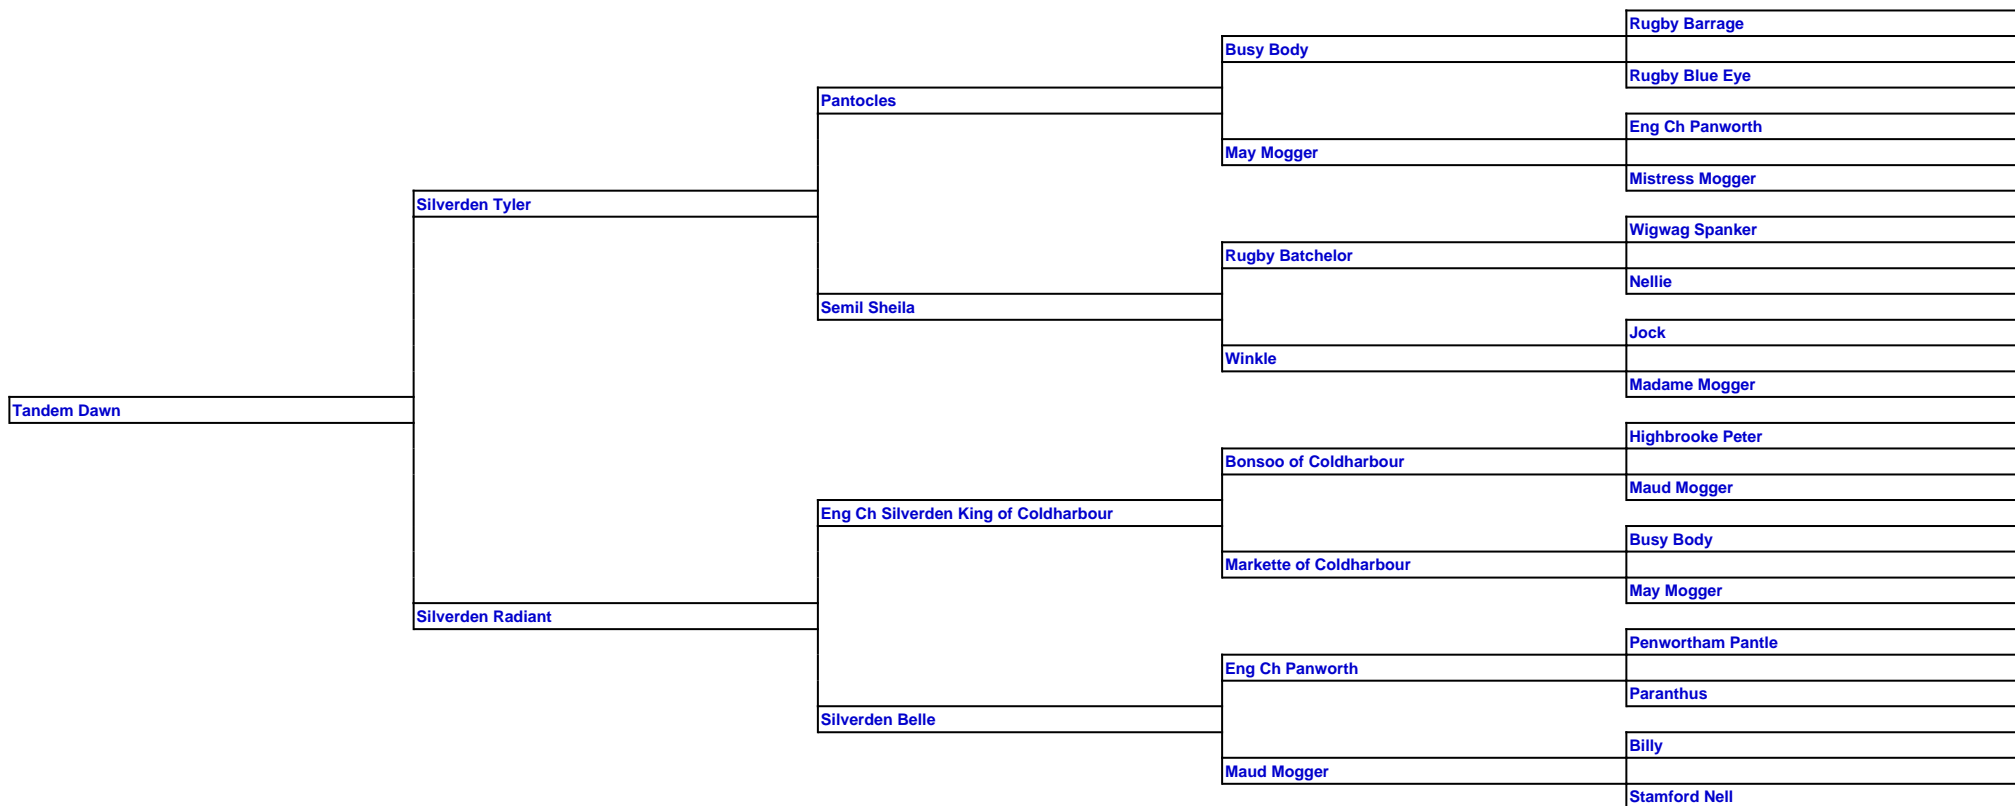 Rugby Barrage
Busy Body
Rugby Blue Eye
Pantocles
Eng Ch Panworth
May Mogger
Mistress Mogger
Silverden Tyler
Wigwag Spanker
Rugby Batchelor
Nellie
Semil Sheila
Jock
Winkle
Madame Mogger
Tandem Dawn
Highbrooke Peter
Bonsoo of Coldharbour
Maud Mogger
Eng Ch Silverden King of Coldharbour
Busy Body
Markette of Coldharbour
May Mogger
Silverden Radiant
Penwortham Pantle
Eng Ch Panworth
Paranthus
Silverden Belle
Billy
Maud Mogger
Stamford Nell